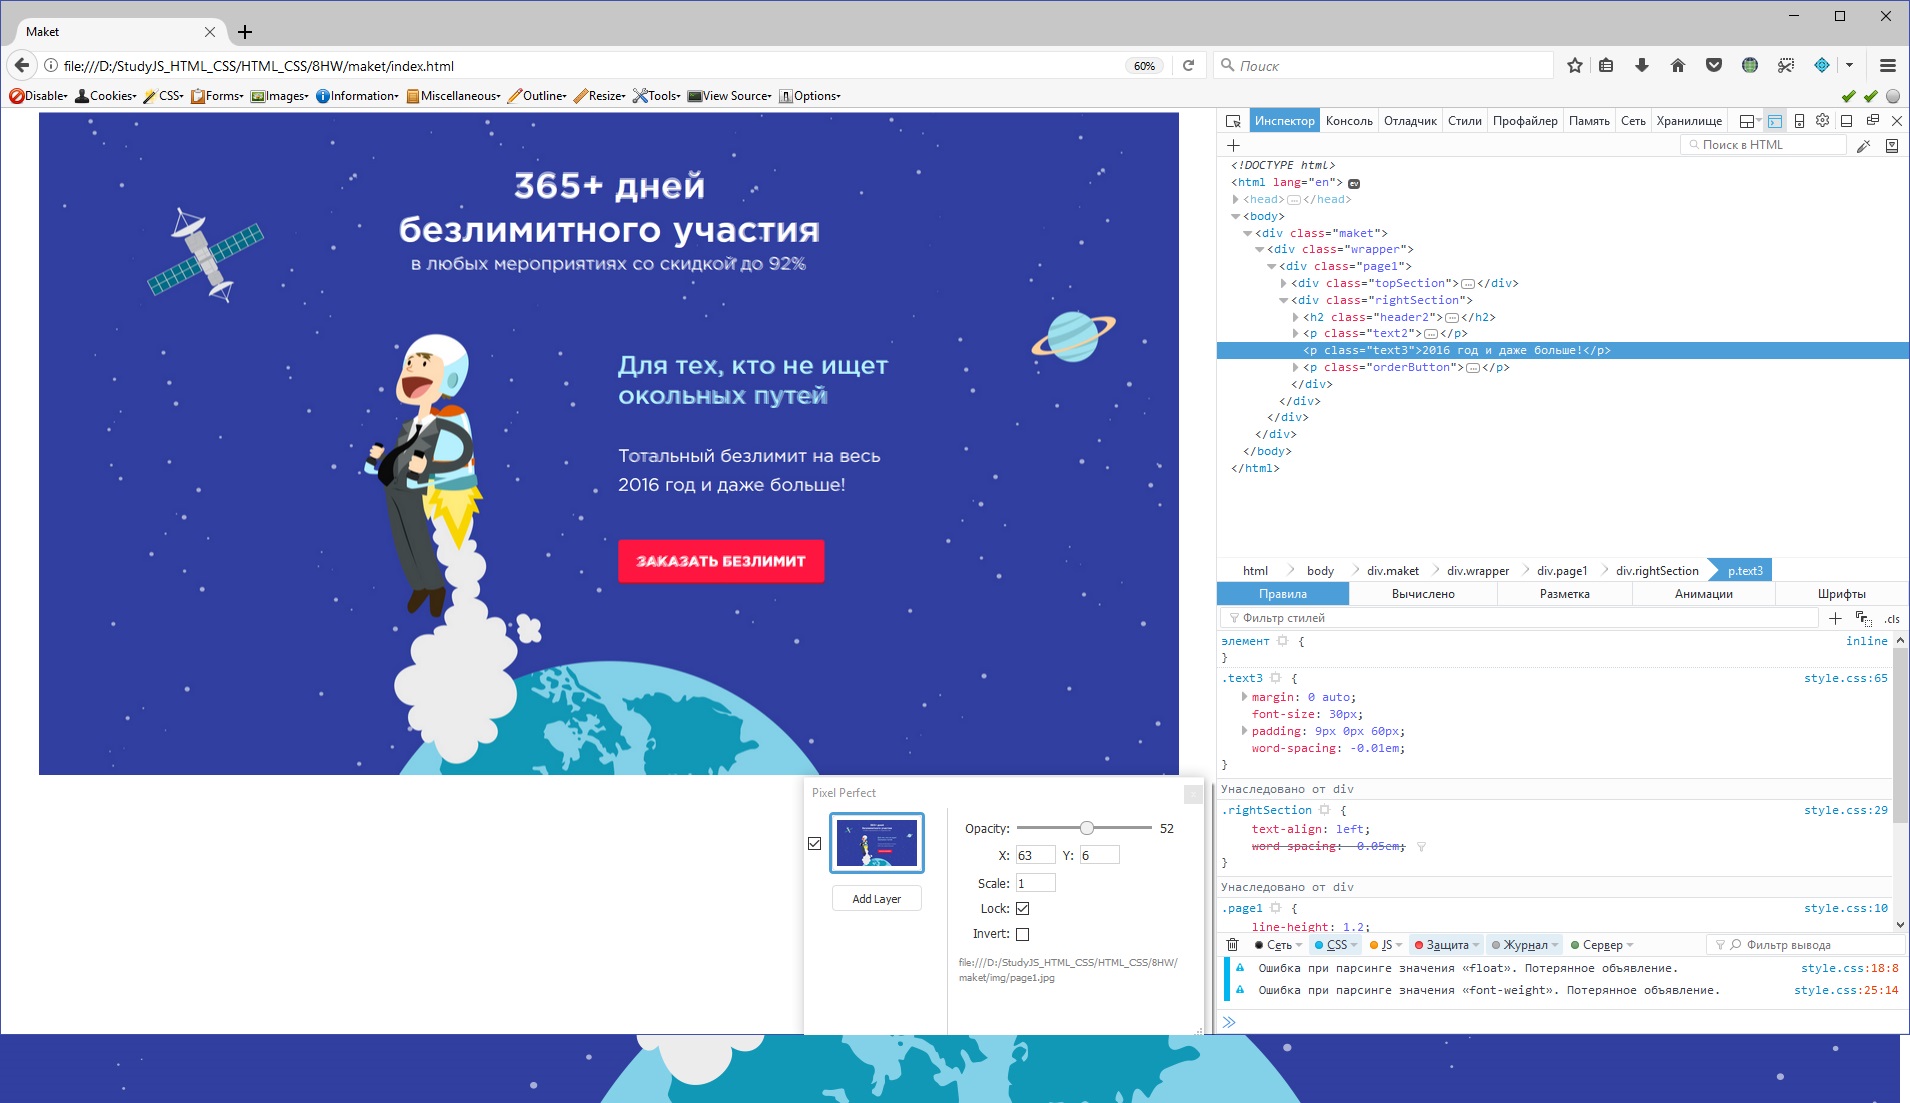 Maket
file:///D:/StudyJS_HTML_CSS/HTML_CSS/8HW/maket/index.html
60%
Поиск
Disable
Cookies
CSS
Forms
Images
Information
Miscellaneous
Outline
Resize
Tools
View Source
Options
365+ дней
безлимитного участия
в любых мероприятиях со скидкой до 92%
Для тех, кто не ищет
окольных путей
Тотальный безлимит на весь
2016 год и даже больше!
ЗАКАЗАТЬ БЕЗЛИМИТ
Инспектор Консоль Отладчик Стили Профайлер Память Сеть Хранилище
Поиск в HTML
<!DOCTYPE html>
<html lang="en"> ev
<head></head>
<body>
<div class="maket">
<div class="wrapper">
<div class="page1">
<div class="topSection"></div>
<div class="rightSection">
<h2 class="header2"></h2>
<p class="text2"></p>
<p class="text3">2016 год и даже больше!</p>
<p class="orderButton"></p>
</div>
</div>
</div>
</div>
</body>
</html>
html body div.maket div.wrapper div.page1 div.rightSection p.text3
Правила Вычислено Разметка Анимации Шрифты
Фильтр стилей
.cls
элемент { inline
}
.text3 { style.css:65
margin: 0 auto;
font-size: 30px;
padding: 9px 0px 60px;
word-spacing: -0.01em;
}
Унаследовано от div
.rightSection { style.css:29
text-align: left;
word-spacing: -0.05em;
}
Унаследовано от div
.page1 { style.css:10
line-height: 1.2;
Сеть CSS JS Защита Журнал Сервер Фильтр вывода
Ошибка при парсинге значения «float». Потерянное объявление. style.css:18:8
Ошибка при парсинге значения «font-weight». Потерянное объявление. style.css:25:14
Pixel Perfect
Opacity: 52
X: 63 Y: 6
Scale: 1
Add Layer
Lock:
Invert:
file:///D:/StudyJS_HTML_CSS/HTML_CSS/8HW/
maket/img/page1.jpg